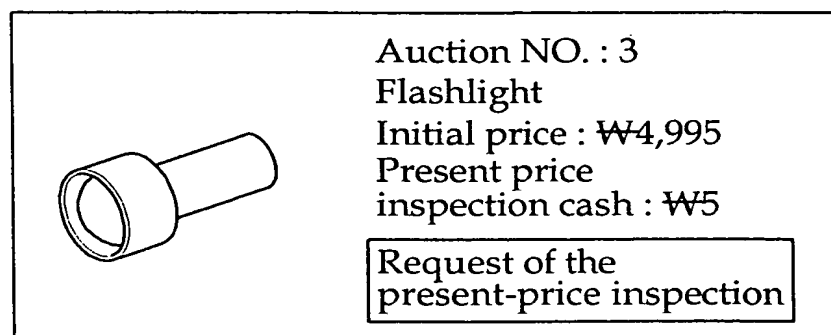 Auction NO. : 3
Flashlight
Initial price : ₩4,995
Present price
inspection cash : ₩5
Request of the
present-price inspection